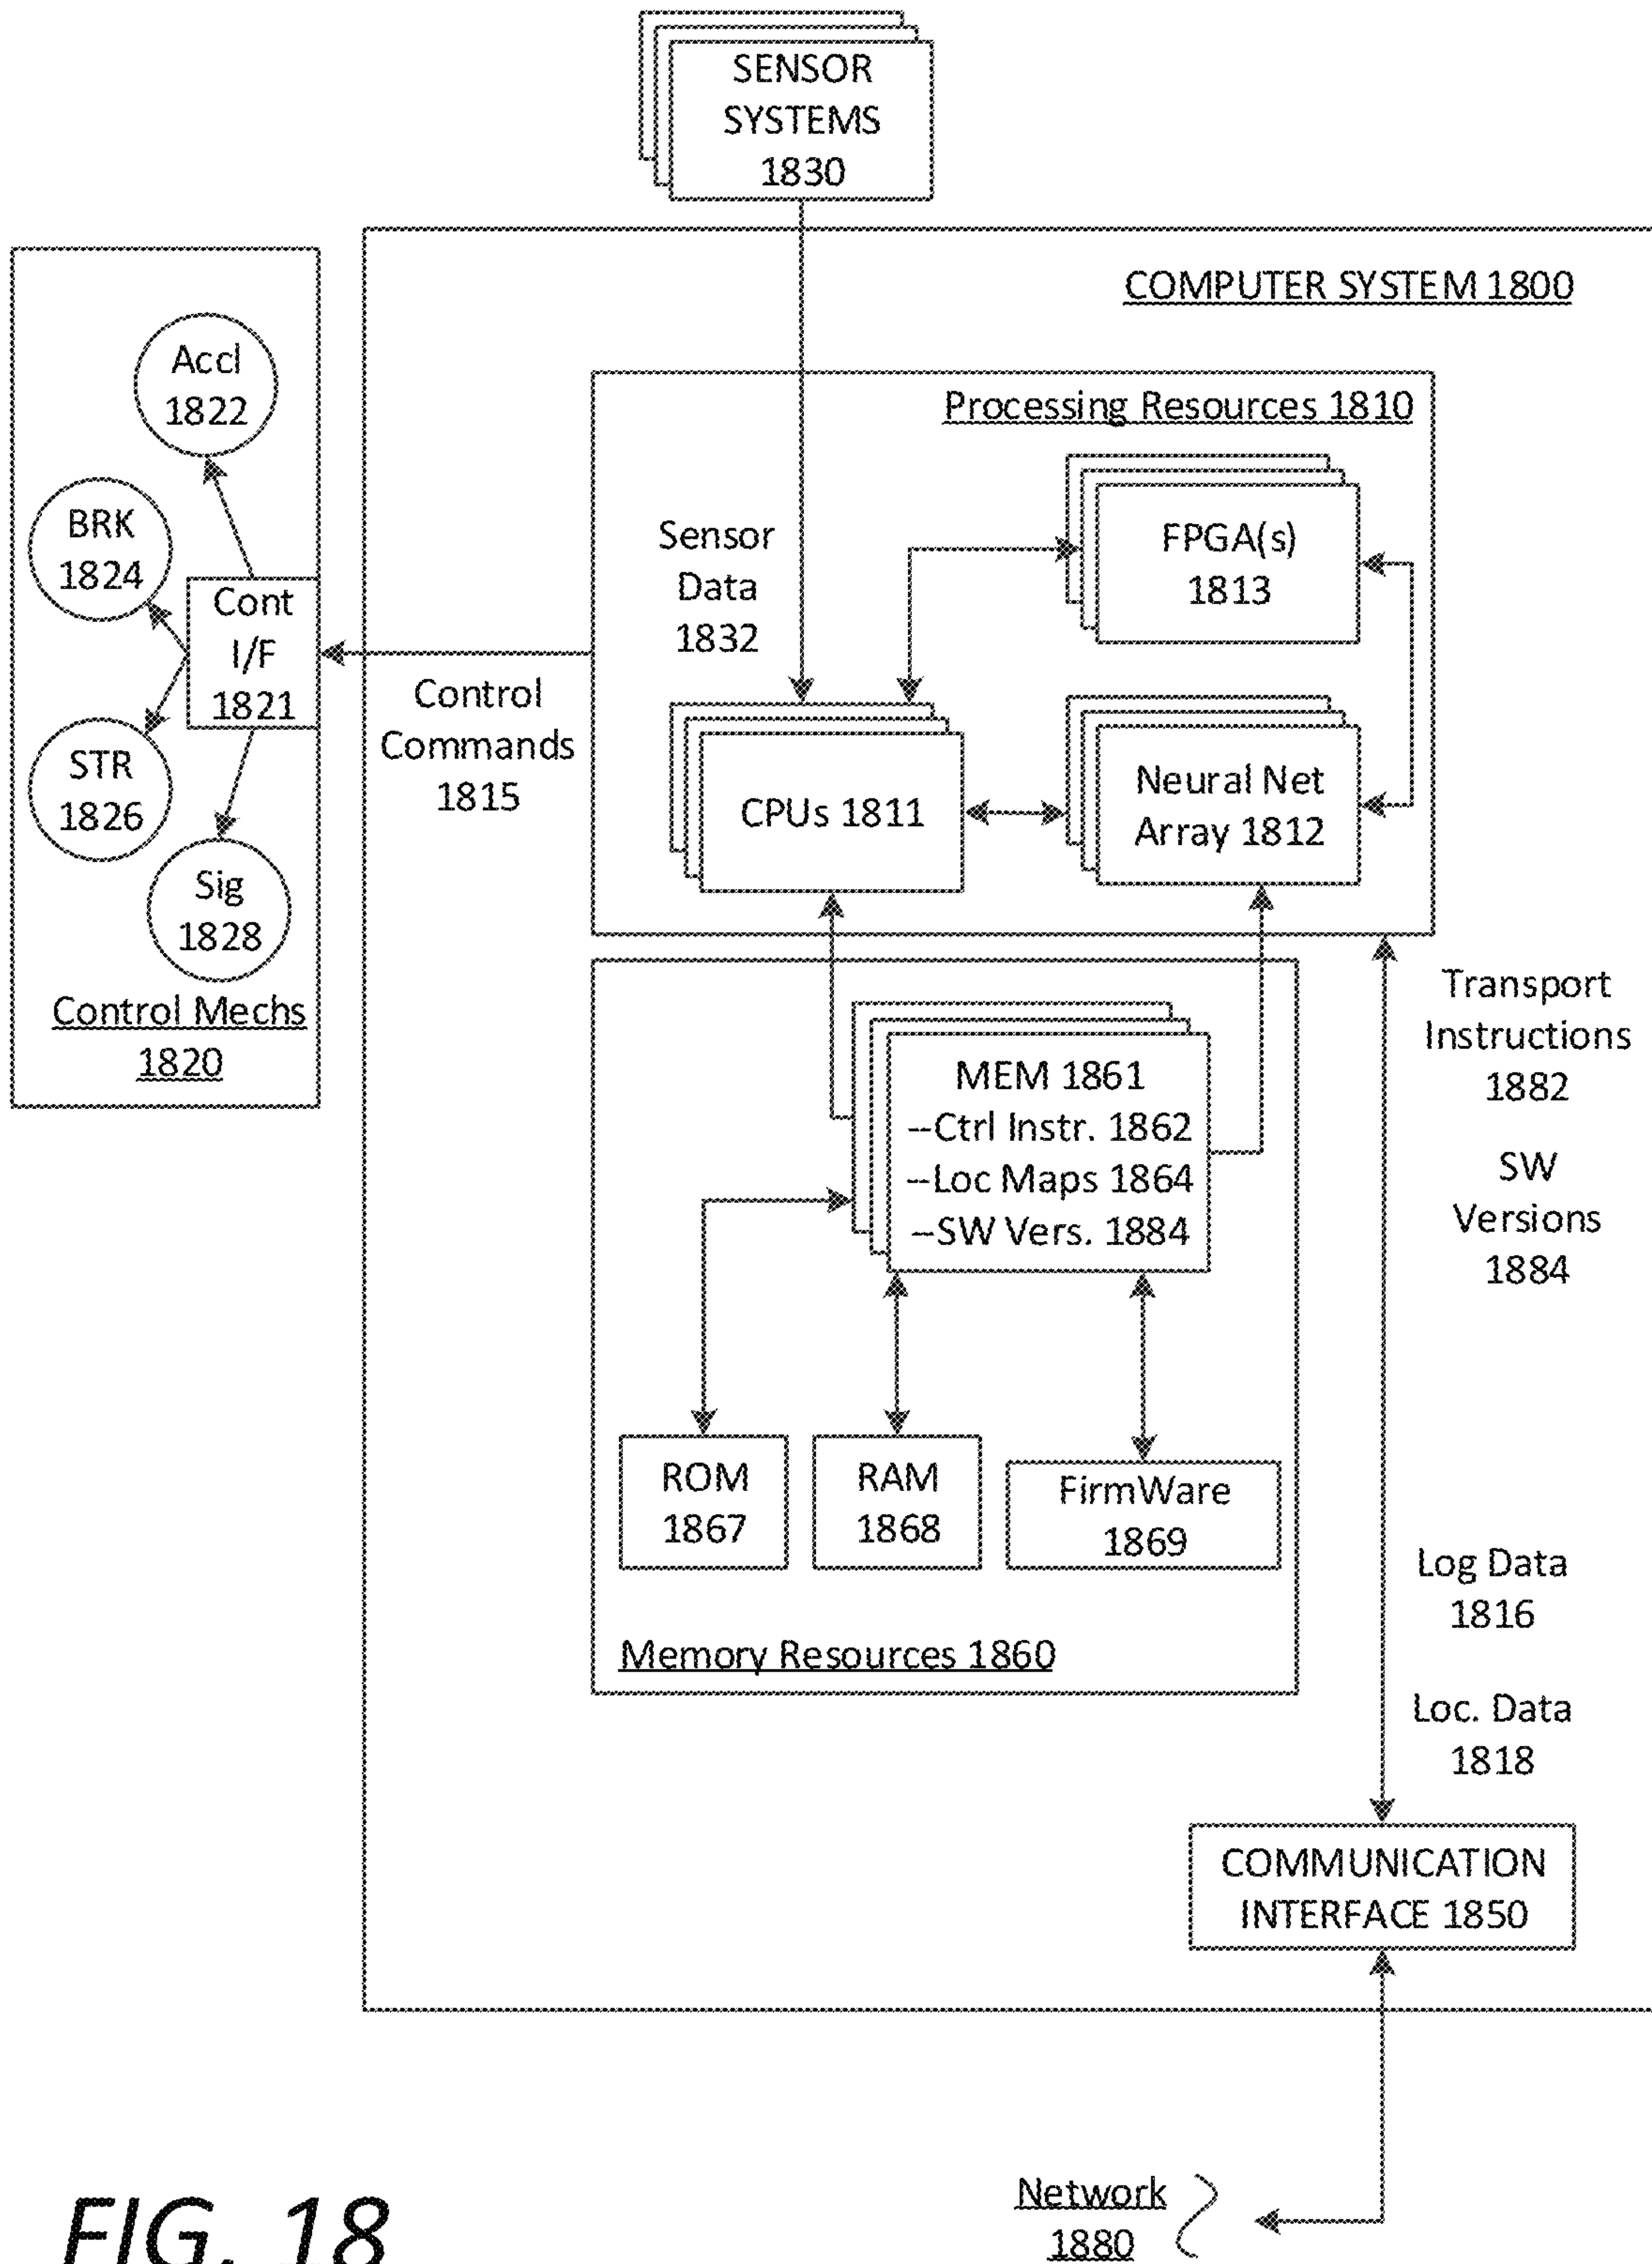 SENSOR
SYSTEMS
1830
COMPUTER SYSTEM 1800
Accl
1822
BRK
1824
Cont
I/F
1821
STR
1826
Sig
1828
Control Mechs
1820
Control
Commands
1815
Processing Resources 1810
Sensor
Data
1832
FPGA(s)
1813
CPUs 1811
Neural Net
Array 1812
MEM 1861
--Ctrl Instr. 1862
--Loc Maps 1864
--SW Vers. 1884
ROM
1867
RAM
1868
FirmWare
1869
Memory Resources 1860
Transport
Instructions
1882
SW
Versions
1884
Log Data
1816
Loc. Data
1818
COMMUNICATION
INTERFACE 1850
Network
1880
FIG. 18